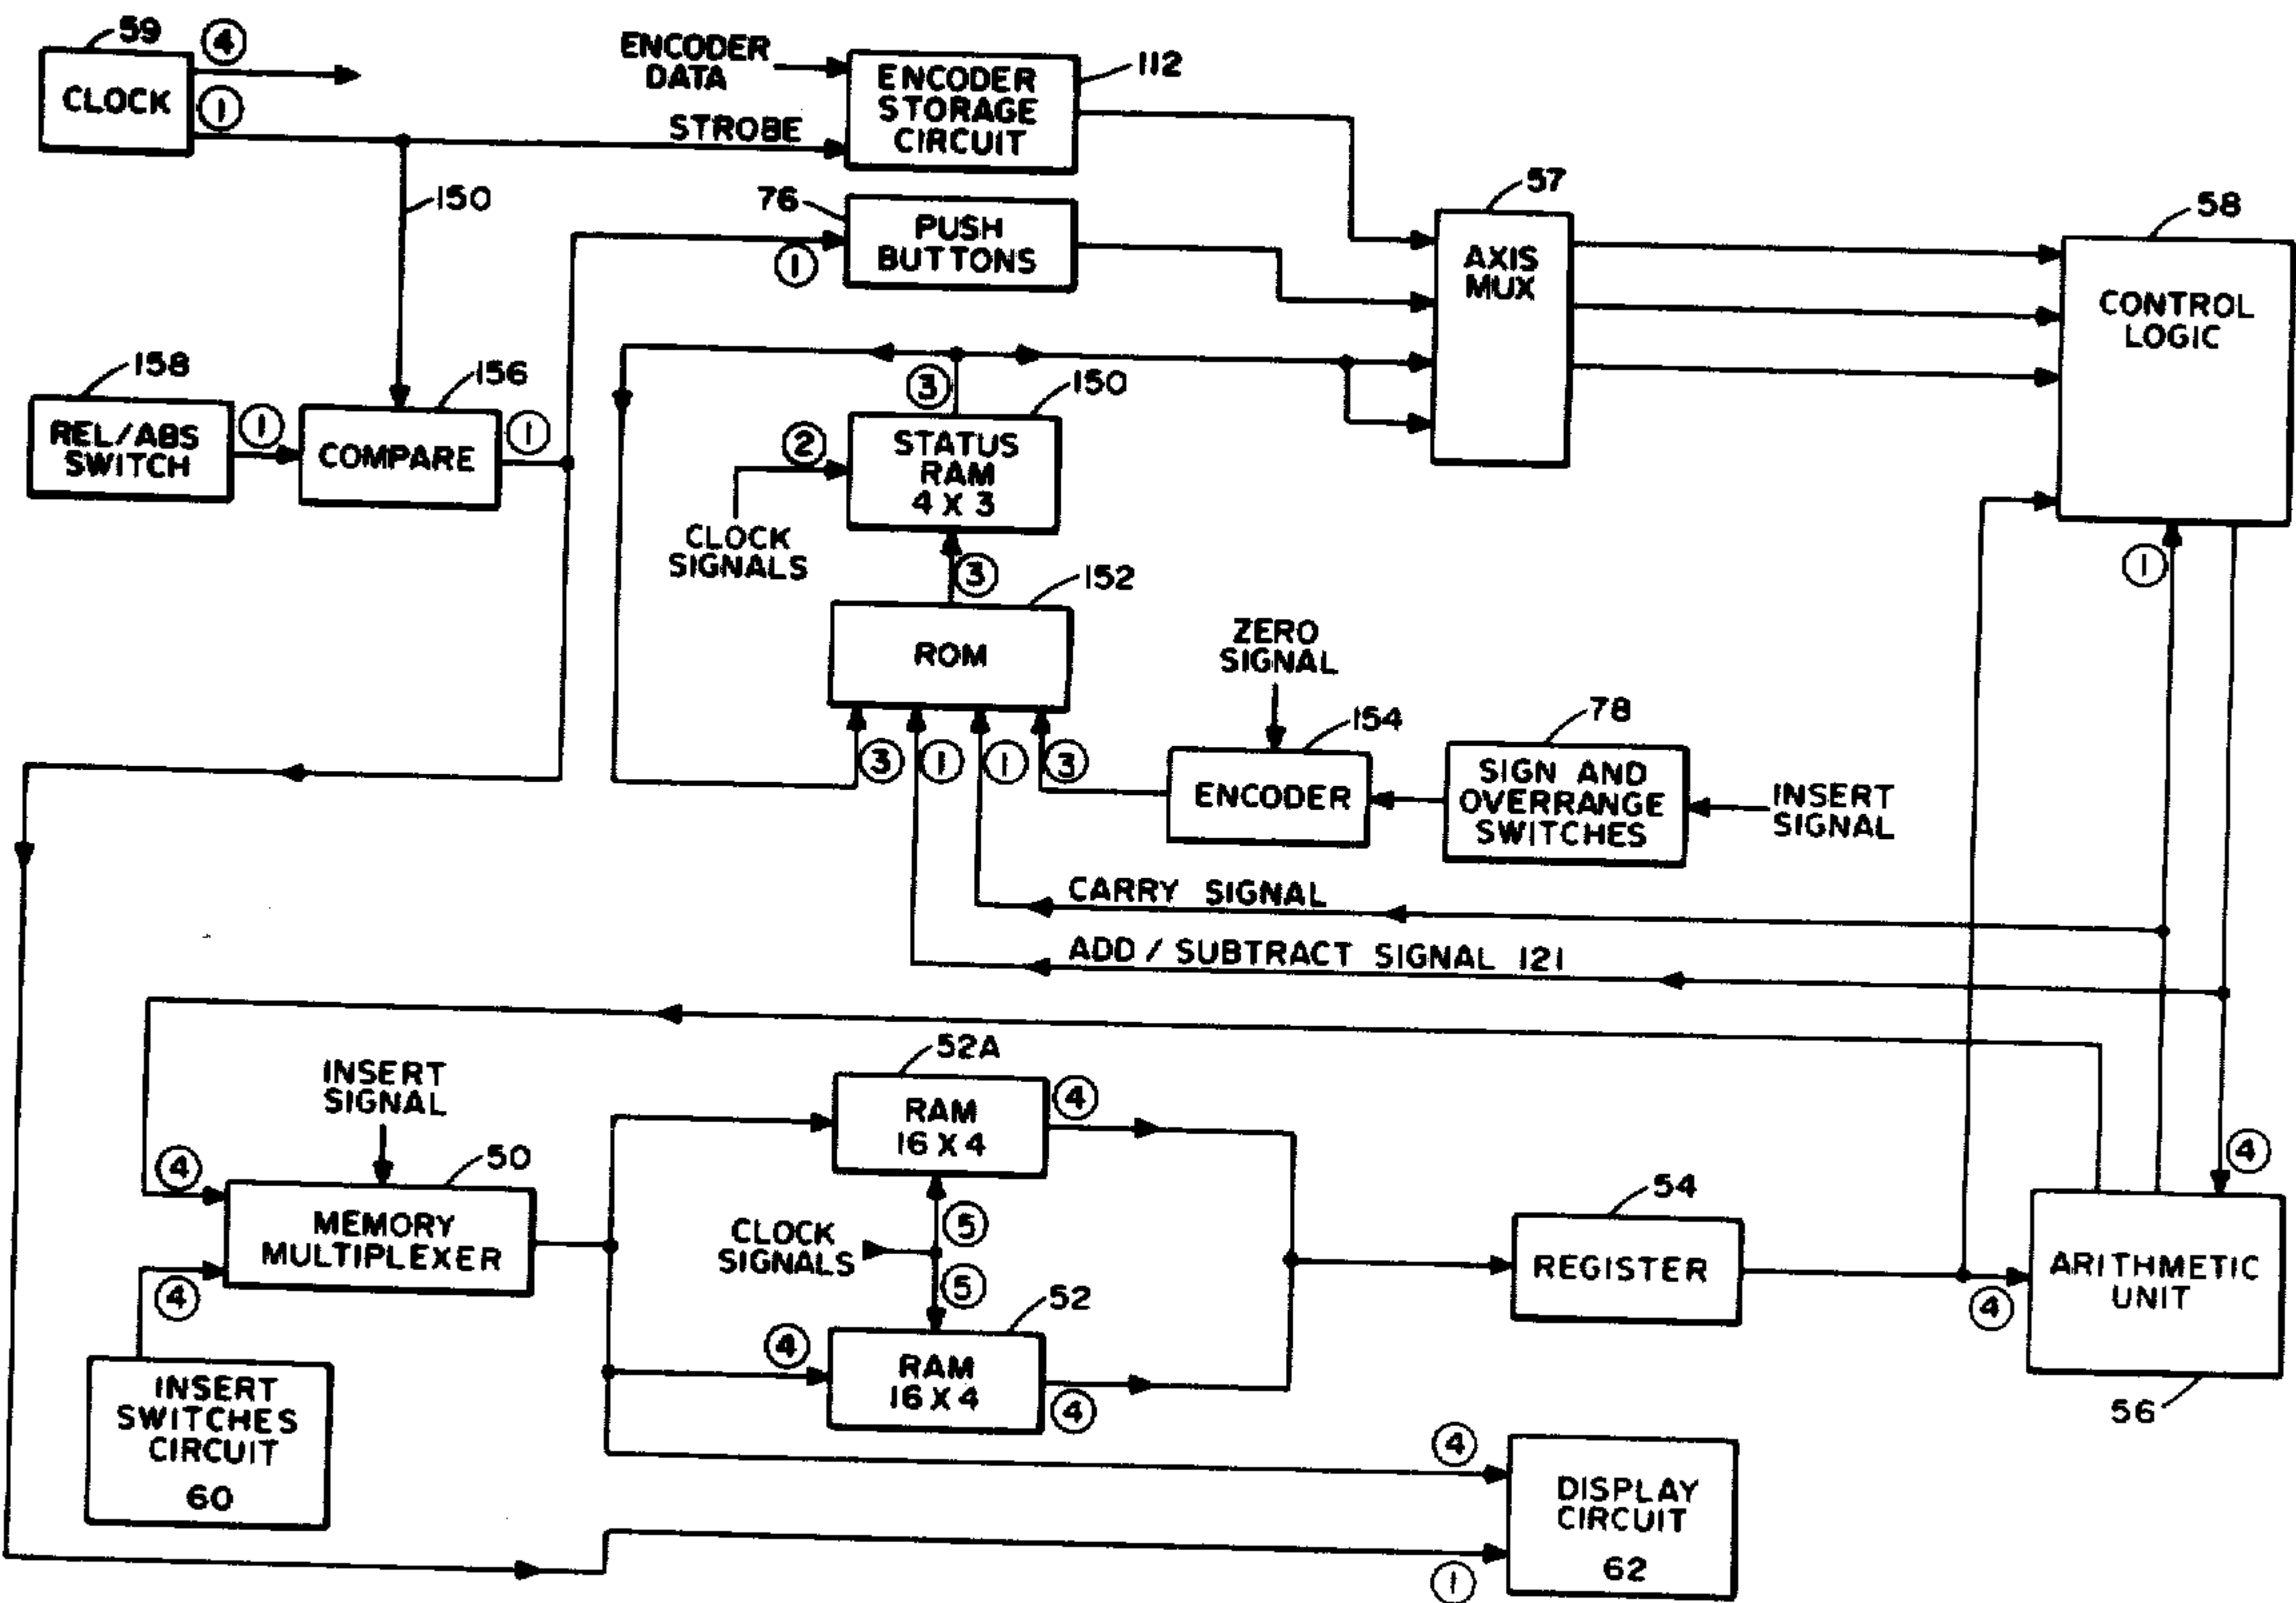 59
4
CLOCK
1
ENCODER
DATA
STROBE
ENCODER
STORAGE
CIRCUIT
112
150
76
1
PUSH
BUTTONS
57
AXIS
MUX
58
CONTROL
LOGIC
158
REL/ABS
SWITCH
1
156
COMPARE
1
3
150
2
STATUS
RAM
4 X 3
CLOCK
SIGNALS
3
152
ROM
1
ZERO
SIGNAL
3
1
1
3
154
ENCODER
78
SIGN AND
OVERRANGE
SWITCHES
INSERT
SIGNAL
CARRY SIGNAL
ADD / SUBTRACT SIGNAL 121
INSERT
SIGNAL
4
50
MEMORY
MULTIPLEXER
4
INSERT
SWITCHES
CIRCUIT
60
52A
RAM
16 X 4
4
CLOCK
SIGNALS
5
5
52
4
RAM
16 X 4
4
54
REGISTER
4
4
ARITHMETIC
UNIT
56
4
DISPLAY
CIRCUIT
62
1